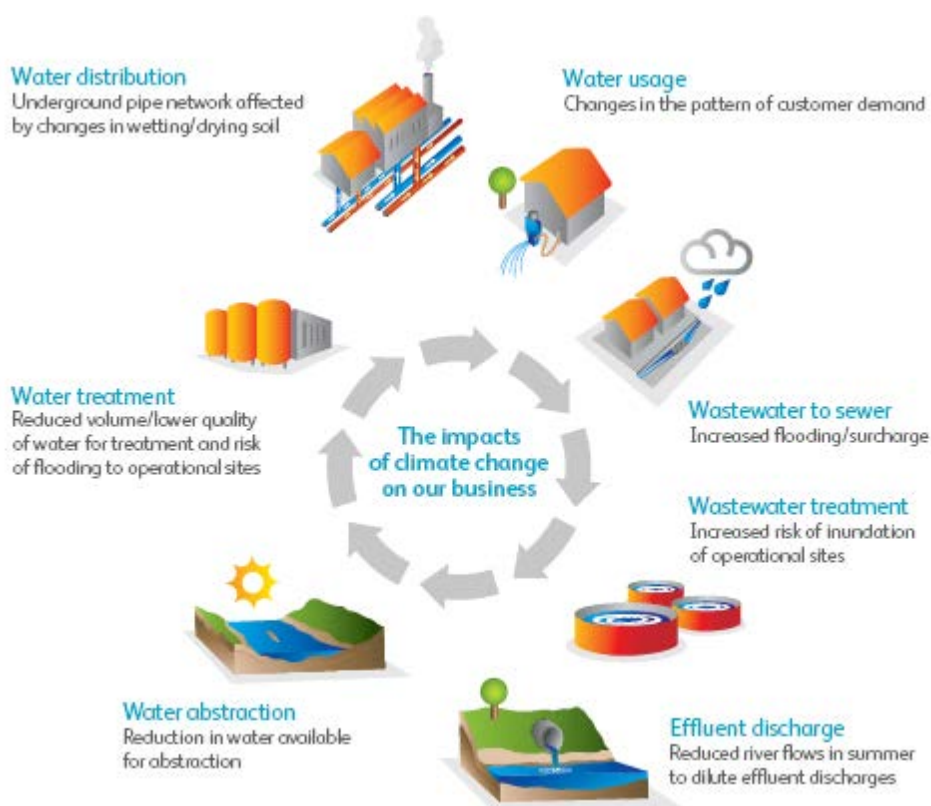 Water distribution
Underground pipe network affected
by changes in wetting/drying soil
Water usage
Changes in the pattern of customer demand
Wastewater to sewer
Increased flooding/surcharge
Wastewater treatment
Increased risk of inundation
of operational sites
Effluent discharge
Reduced river flows in summer
to dilute effluent discharges
Water abstraction
Reduction in water available
for abstraction
Water treatment
Reduced volume/lower quality
of water for treatment and risk
of flooding to operational sites
The impacts
of climate change
on our business